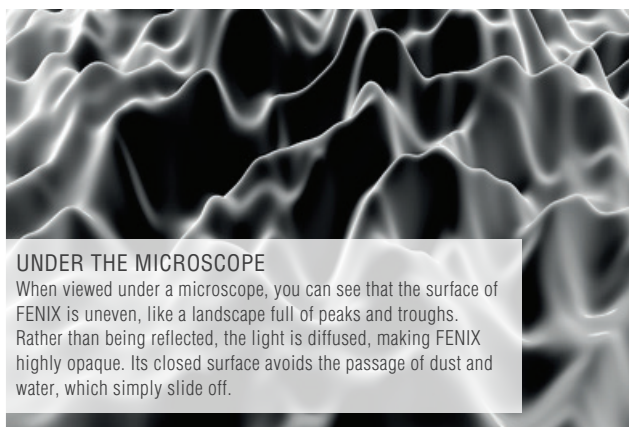 UNDER THE MICROSCOPE
When viewed under a microscope, you can see that the surface of
FENIX is uneven, like a landscape full of peaks and troughs.
Rather than being reflected, the light is diffused, making FENIX
highly opaque. Its closed surface avoids the passage of dust and
water, which simply slide off.